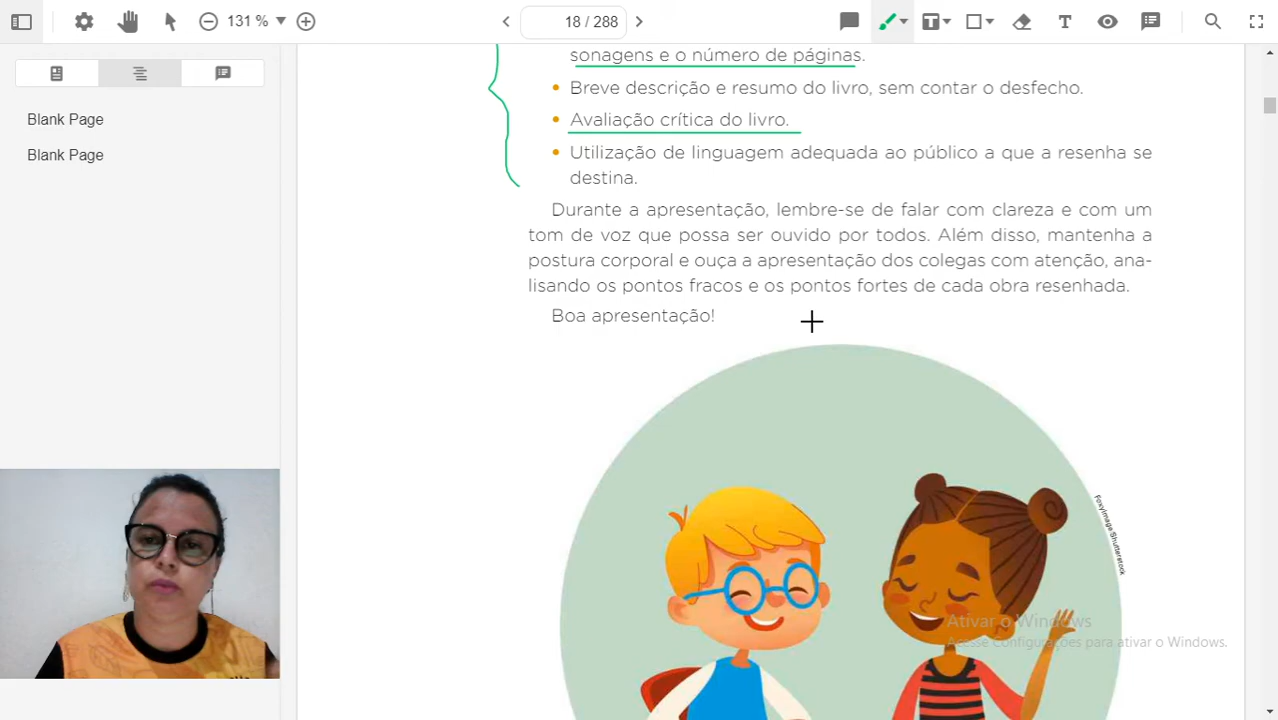 131 %
18 / 288
Blank Page
Blank Page
sonagens e o número de páginas.
• Breve descrição e resumo do livro, sem contar o desfecho.
• Avaliação crítica do livro.
• Utilização de linguagem adequada ao público a que a resenha se
destina.
Durante a apresentação, lembre-se de falar com clareza e com um
tom de voz que possa ser ouvido por todos. Além disso, mantenha a
postura corporal e ouça a apresentação dos colegas com atenção, ana-
lisando os pontos fracos e os pontos fortes de cada obra resenhada.
Boa apresentação!
FoxyImage/Shutterstock
Ativar o Windows
Acesse Configurações para ativar o Windows.